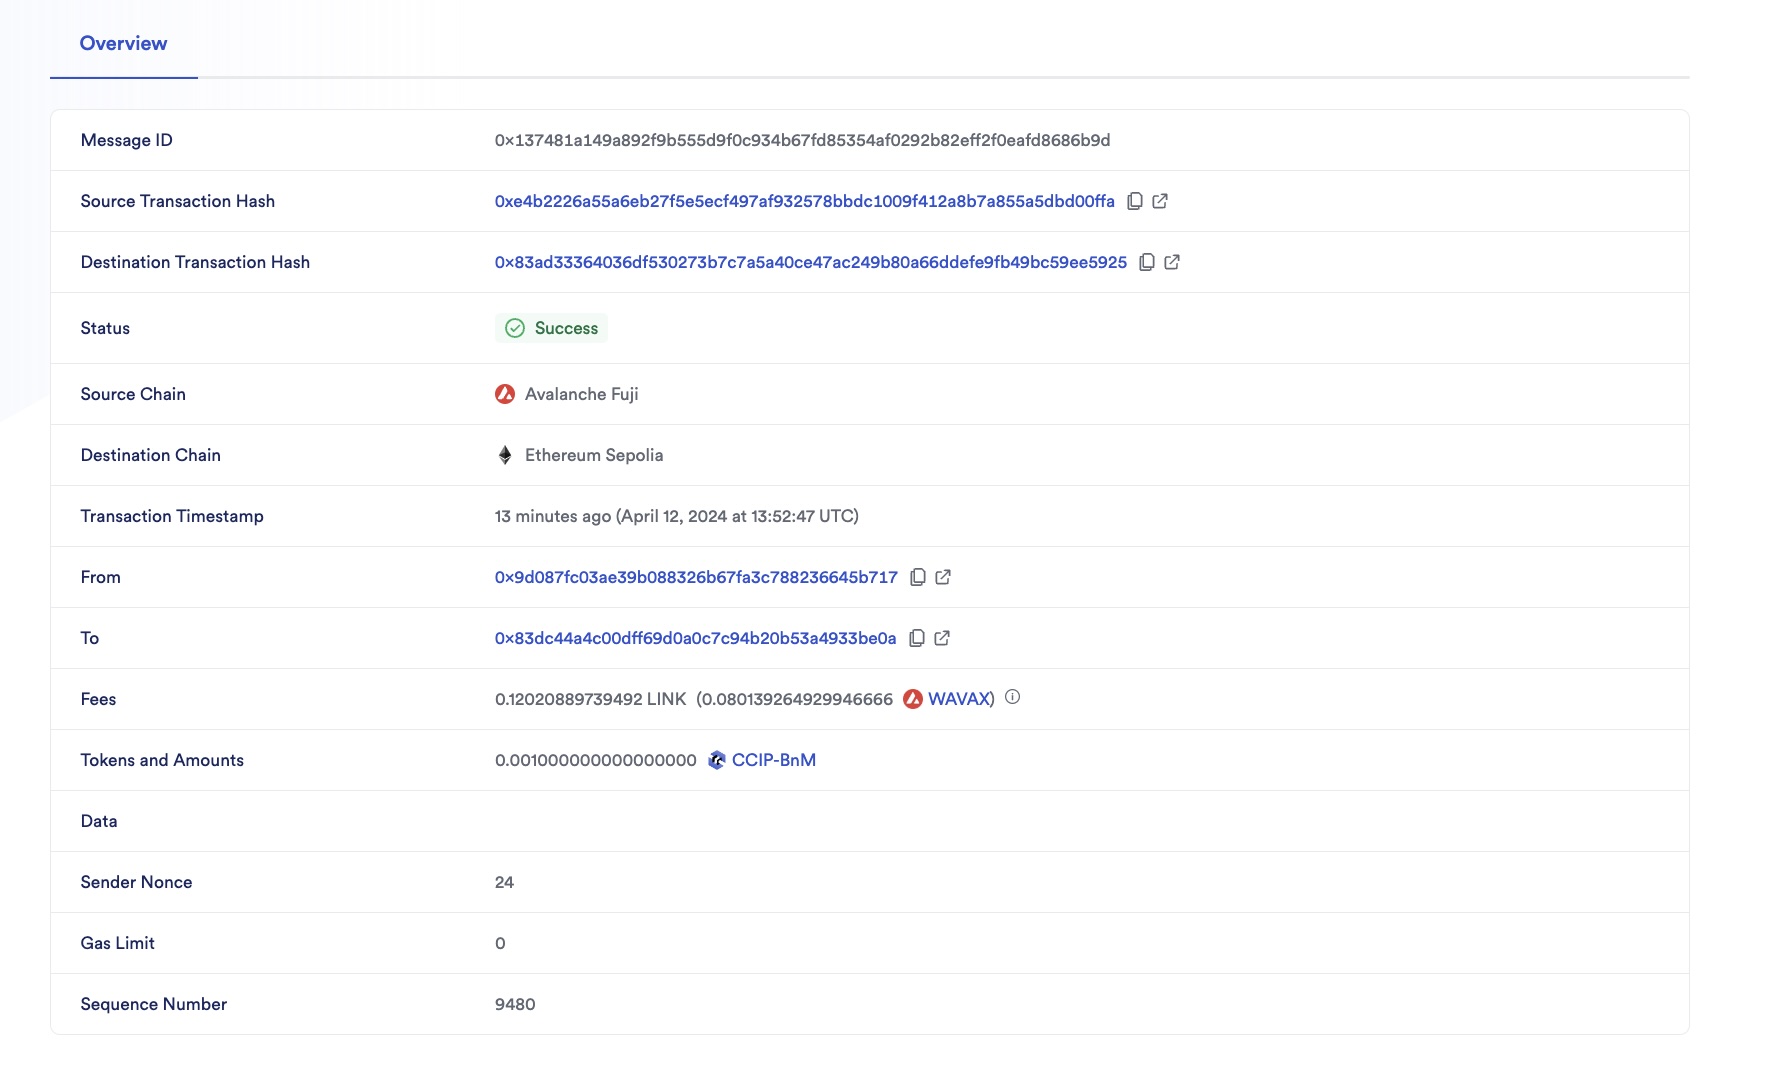 Overview
Message ID 0x137481a149a892f9b555d9f0c934b67fd85354af0292b82eff2f0eafd8686b9d
Source Transaction Hash 0xe4b2226a55a6eb27f5e5ecf497af932578bbdc1009f412a8b7a855a5dbd00ffa
Destination Transaction Hash 0x83ad33364036df530273b7c7a5a40ce47ac249b80a66ddefe9fb49bc59ee5925
Status Success
Source Chain Avalanche Fuji
Destination Chain Ethereum Sepolia
Transaction Timestamp 13 minutes ago (April 12, 2024 at 13:52:47 UTC)
From 0x9d087fc03ae39b088326b67fa3c788236645b717
To 0x83dc44a4c00dff69d0a0c7c94b20b53a4933be0a
Fees 0.12020889739492 LINK (0.080139264929946666 WAVAX)
Tokens and Amounts 0.001000000000000000 CCIP-BnM
Data
Sender Nonce 24
Gas Limit 0
Sequence Number 9480